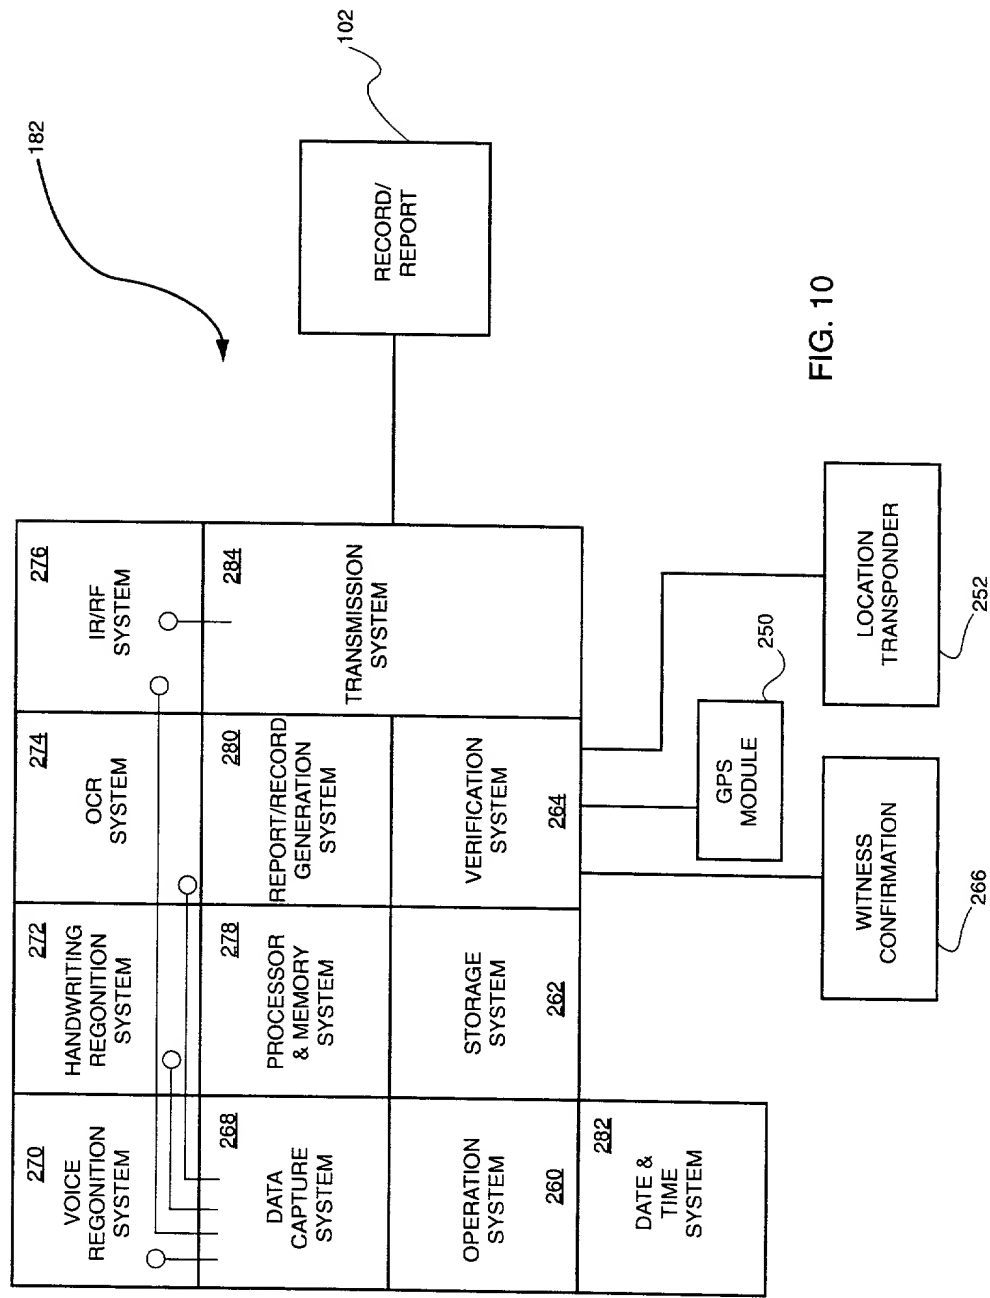 182
102
RECORD/
REPORT
270
VOICE
REGONITION
SYSTEM
272
HANDWRITING
REGONITION
SYSTEM
274
OCR
SYSTEM
276
IR/RF
SYSTEM
268
DATA
CAPTURE
SYSTEM
278
PROCESSOR
& MEMORY
SYSTEM
280
REPORT/RECORD
GENERATION
SYSTEM
284
TRANSMISSION
SYSTEM
OPERATION
SYSTEM
260
STORAGE
SYSTEM
262
VERIFICATION
SYSTEM
264
282
DATE &
TIME
SYSTEM
GPS
MODULE
250
WITNESS
CONFIRMATION
266
LOCATION
TRANSPONDER
252
FIG. 10